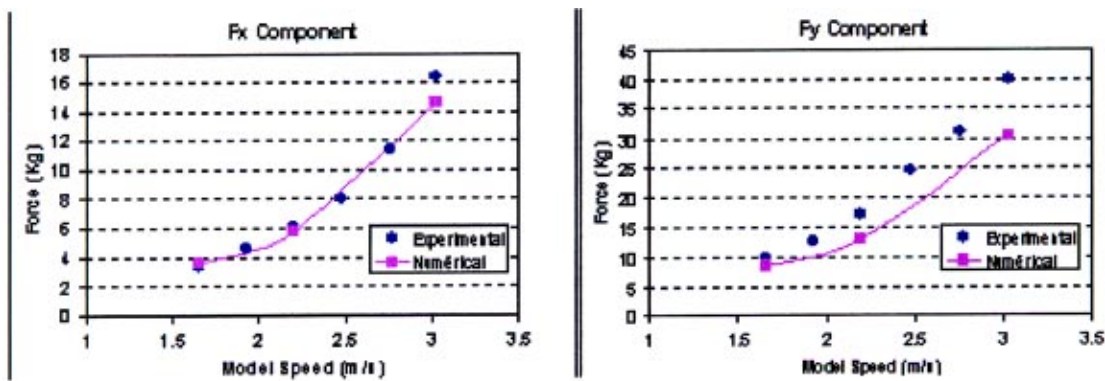 Fx Component
18
16
14
12
10
8
6
4
2
0
Force (Kg)
Experimental
Numérical
1 1.5 2 2.5 3 3.5
Model Speed (m/s)
Fy Component
45
40
35
30
25
20
15
10
5
0
Force (Kg)
Experimental
Numérical
1 1.5 2 2.5 3 3.5
Model Speed (m/s)